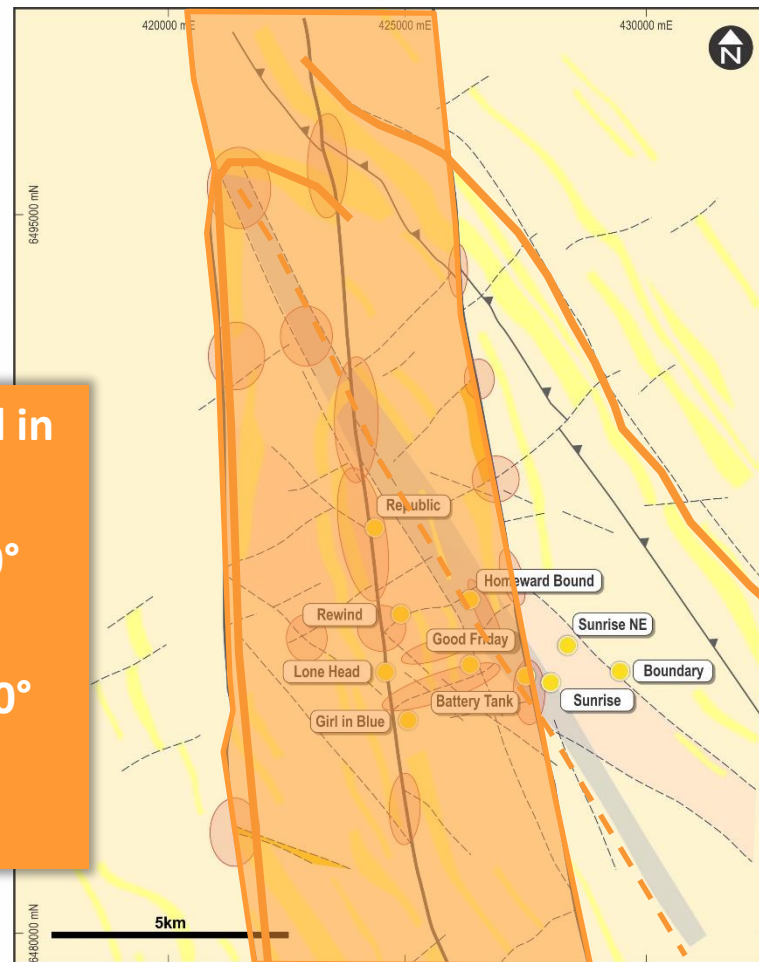 420000 mE
425000 mE
430000 mE
N
6495000 mN
in
Republic
0°
Homeward Bound
Rewind
Sunrise NE
Good Friday
Lone Head
Boundary
0°
Battery Tank
Sunrise
Girl in Blue
5km
6480000 mN